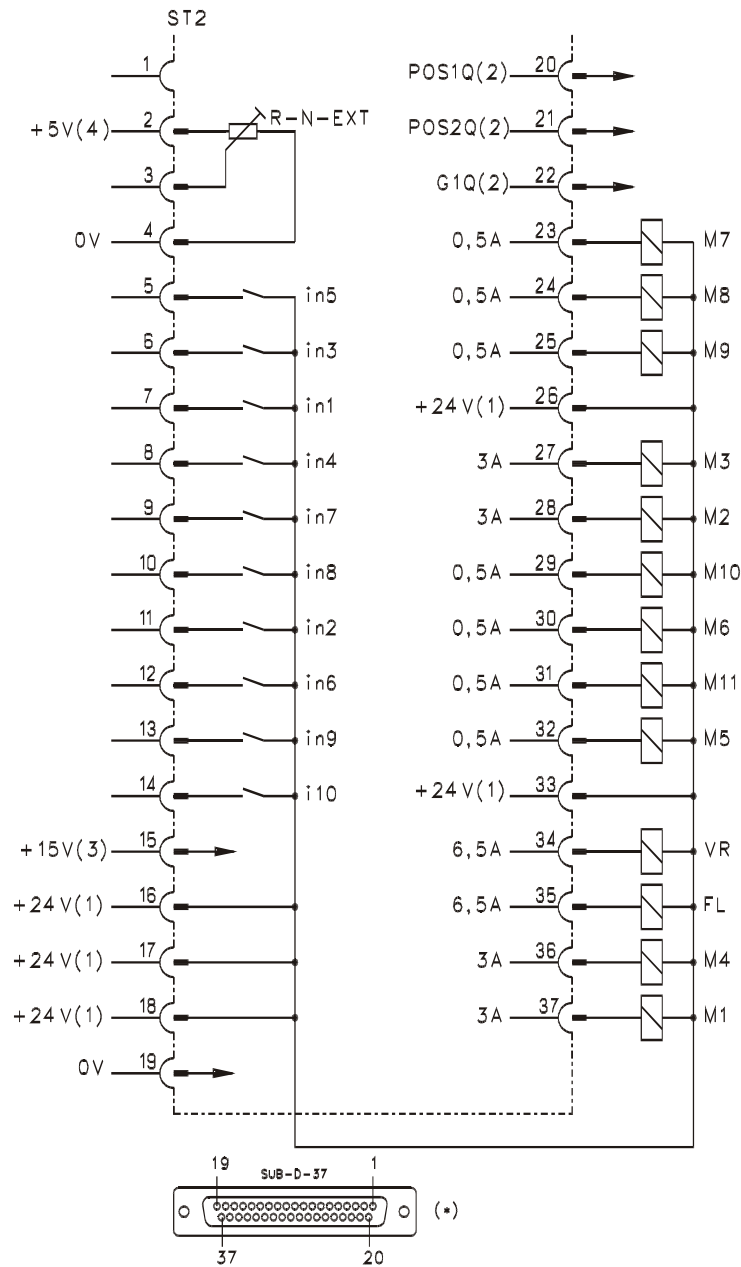 ST2
1
+5V(4) 2 R-N-EXT
3
0V 4
5 in5
6 in3
7 in1
8 in4
9 in7
10 in8
11 in2
12 in6
13 in9
14 i10
+15V(3) 15
+24V(1) 16
+24V(1) 17
+24V(1) 18
0V 19
POS1Q(2) 20
POS2Q(2) 21
G1Q(2) 22
0,5A 23 M7
0,5A 24 M8
0,5A 25 M9
+24V(1) 26
3A 27 M3
3A 28 M2
0,5A 29 M10
0,5A 30 M6
0,5A 31 M11
0,5A 32 M5
+24V(1) 33
6,5A 34 VR
6,5A 35 FL
3A 36 M4
3A 37 M1
19 SUB-D-37 1
(*)
37 20